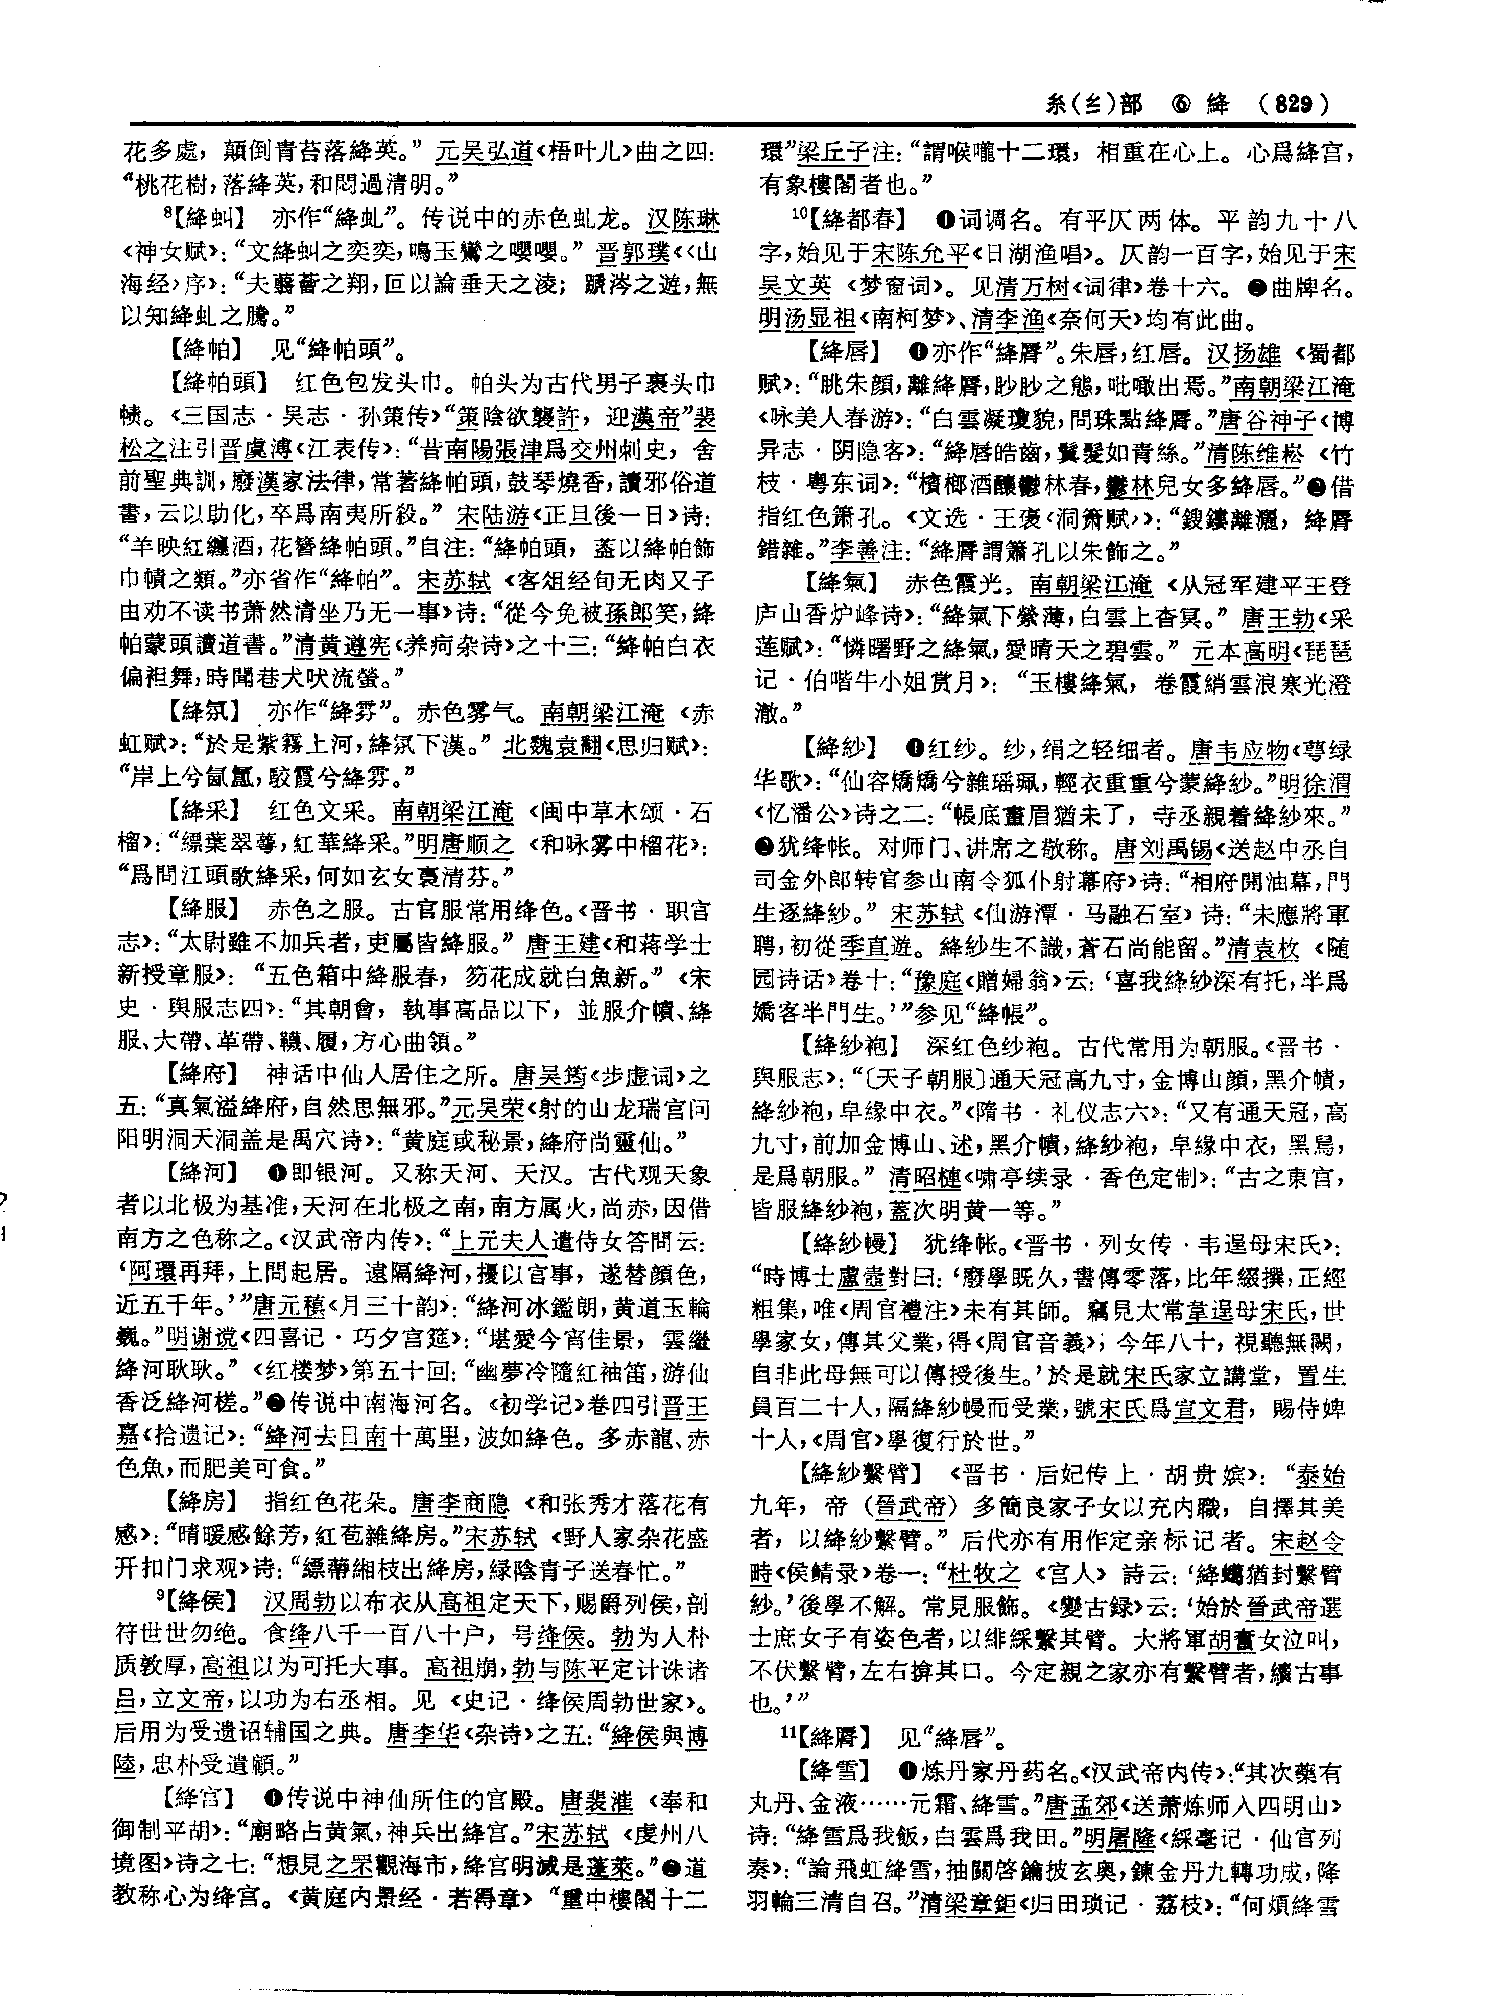 糸(纟)部 ⑥ 絳 (829)
花多處，顛倒青苔落絳英。” 元吴弘道《梧叶儿》曲之四：
“桃花樹，落絳英，和悶過清明。”
⁸【絳虯】 亦作“絳虬”。传说中的赤色虬龙。汉陈琳
《神女赋》：“文絳虯之奕奕，鳴玉鸞之嚶嚶。” 晋郭璞《〈山
海经〉序》：“夫翳薈之翔，叵以論垂天之淩；蹏涔之遊，無
以知絳虬之騰。”
【絳帕】 见“絳帕頭”。
【絳帕頭】 红色包发头巾。帕头为古代男子裹头巾
帻。《三国志·吴志·孙策传》“策陰欲襲許，迎漢帝”裴
松之注引晋虞溥《江表传》：“昔南陽張津爲交州刺史，舍
前聖典訓，廢漢家法律，常著絳帕頭，鼓琴燒香，讀邪俗道
書，云以助化，卒爲南夷所殺。” 宋陆游《正旦後一日》诗：
“羊映紅纏酒，花簪絳帕頭。”自注：“絳帕頭，蓋以絳帕飾
巾幘之類。”亦省作“絳帕”。宋苏轼《客俎经旬无肉又子
由劝不读书萧然清坐乃无一事》诗：“從今免被孫郎笑，絳
帕蒙頭讀道書。”清黄遵宪《养疴杂诗》之十三：“絳帕白衣
偏袒舞，時聞巷犬吠流螢。”
【絳氛】 亦作“絳雰”。赤色雾气。南朝梁江淹《赤
虹赋》：“於是紫霧上河，絳氛下漢。” 北魏袁翻《思归赋》：
“岸上兮氤氳，駮霞兮絳雰。”
【絳采】 红色文采。南朝梁江淹《闽中草木颂·石
榴》：“縹葉翠萼，紅華絳采。”明唐顺之《和咏雾中榴花》：
“爲問江頭歌絳采，何如玄女裛清芬。”
【絳服】 赤色之服。古官服常用绛色。《晋书·职官
志》：“太尉雖不加兵者，吏屬皆絳服。” 唐王建《和蒋学士
新授章服》：“五色箱中絳服春，笏花成就白魚新。” 《宋
史·舆服志四》：“其朝會，執事高品以下，並服介幘、絳
服、大帶、革帶、韈、履，方心曲領。”
【絳府】 神话中仙人居住之所。唐吴筠《步虚词》之
五：“真氣溢絳府，自然思無邪。”元吴荣《射的山龙瑞宫问
阳明洞天洞盖是禹穴诗》：“黄庭或秘景，絳府尚靈仙。”
【絳河】 ❶即银河。又称天河、天汉。古代观天象
者以北极为基准，天河在北极之南，南方属火，尚赤，因借
南方之色称之。《汉武帝内传》：“上元夫人遣侍女答問云：
‘阿環再拜，上問起居。遠隔絳河，擾以官事，遂替顔色，
近五千年。’”唐元稹《月三十韵》：“絳河冰鑑朗，黄道玉輪
巍。”明谢谠《四喜记·巧夕宫筵》：“堪愛今宵佳景，雲繼
絳河耿耿。” 《红楼梦》第五十回：“幽夢冷隨紅袖笛，游仙
香泛絳河槎。”❷传说中南海河名。《初学记》卷四引晋王
嘉《拾遗记》：“絳河去日南十萬里，波如絳色。多赤龍、赤
色魚，而肥美可食。”
【絳房】 指红色花朵。唐李商隐《和张秀才落花有
感》：“晴暖感餘芳，紅苞雜絳房。”宋苏轼《野人家杂花盛
开扣门求观》诗：“縹蔕緗枝出絳房，緑陰青子送春忙。”
⁹【絳侯】 汉周勃以布衣从高祖定天下，赐爵列侯，剖
符世世勿绝。食绛八千一百八十户，号绛侯。勃为人朴
质敦厚，高祖以为可托大事。高祖崩，勃与陈平定计诛诸
吕，立文帝，以功为右丞相。见《史记·绛侯周勃世家》。
后用为受遗诏辅国之典。唐李华《杂诗》之五：“絳侯與博
陸，忠朴受遺顧。”
【絳宫】 ❶传说中神仙所住的宫殿。唐裴漼《奉和
御制平胡》：“廟略占黄氣，神兵出絳宫。”宋苏轼《虔州八
境图》诗之七：“想見之罘觀海市，絳宫明滅是蓬萊。”❷道
教称心为绛宫。《黄庭内景经·若得章》“重中樓閣十二
環”梁丘子注：“謂喉嚨十二環，相重在心上。心爲絳宫，
有象樓閣者也。”
¹⁰【絳都春】 ❶词调名。有平仄两体。平韵九十八
字，始见于宋陈允平《日湖渔唱》。仄韵一百字，始见于宋
吴文英《梦窗词》。见清万树《词律》卷十六。❷曲牌名。
明汤显祖《南柯梦》、清李渔《奈何天》均有此曲。
【絳唇】 ❶亦作“絳脣”。朱唇，红唇。汉扬雄《蜀都
赋》：“眺朱顔，離絳脣，眇眇之態，吡噉出焉。”南朝梁江淹
《咏美人春游》：“白雲凝瓊貌，明珠點絳脣。”唐谷神子《博
异志·阴隐客》：“絳唇皓齒，鬒髮如青絲。”清陈维崧《竹
枝·粤东词》：“檳榔酒釀鬱林春，鬱林兒女多絳唇。”❷借
指红色箫孔。《文选·王褒〈洞箫赋〉》：“鎪鏤離灑，絳脣
錯雜。”李善注：“絳脣謂簫孔以朱飾之。”
【絳氣】 赤色霞光。南朝梁江淹《从冠军建平王登
庐山香炉峰诗》：“絳氣下縈薄，白雲上杳冥。” 唐王勃《采
莲赋》：“憐曙野之絳氣，愛晴天之碧雲。” 元本高明《琵琶
记·伯喈牛小姐赏月》：“玉樓絳氣，卷霞綃雲浪寒光澄
澈。”
【絳紗】 ❶红纱。纱，绢之轻细者。唐韦应物《萼绿
华歌》：“仙容矯矯兮雜瑶珮，輕衣重重兮蒙絳紗。”明徐渭
《忆潘公》诗之二：“帳底畫眉猶未了，寺丞親着絳紗來。”
❷犹绛帐。对师门、讲席之敬称。唐刘禹锡《送赵中丞自
司金外郎转官参山南令狐仆射幕府》诗：“相府開油幕，門
生逐絳紗。” 宋苏轼《仙游潭·马融石室》诗：“未應將軍
聘，初從季直遊。絳紗生不識，蒼石尚能留。”清袁枚《随
园诗话》卷十：“豫庭《贈婦翁》云：‘喜我絳紗深有托，半爲
嬌客半門生。’”参见“絳帳”。
【絳紗袍】 深红色纱袍。古代常用为朝服。《晋书·
舆服志》：“〔天子朝服〕通天冠高九寸，金博山顔，黑介幘，
絳紗袍，皁緣中衣。”《隋书·礼仪志六》：“又有通天冠，高
九寸，前加金博山、述，黑介幘，絳紗袍，皁緣中衣，黑舄，
是爲朝服。” 清昭槤《啸亭续录·香色定制》：“古之東宫，
皆服絳紗袍，蓋次明黄一等。”
【絳紗幔】 犹绛帐。《晋书·列女传·韦逞母宋氏》：
“時博士盧壼對曰：‘廢學既久，書傳零落，比年綴撰，正經
粗集，唯《周官禮注》未有其師。竊見太常韋逞母宋氏，世
學家女，傳其父業，得《周官音義》；今年八十，視聽無闕，
自非此母無可以傳授後生。’於是就宋氏家立講堂，置生
員百二十人，隔絳紗幔而受業，號宋氏爲宣文君，賜侍婢
十人，《周官》學復行於世。”
【絳紗繫臂】 《晋书·后妃传上·胡贵嫔》：“泰始
九年，帝（晉武帝）多簡良家子女以充内職，自擇其美
者，以絳紗繫臂。” 后代亦有用作定亲标记者。宋赵令
畤《侯鲭录》卷一：“杜牧之《宫人》詩云：‘絳蠟猶封繫臂
紗。’後學不解。常見服飾。《變古録》云：‘始於晉武帝選
士庶女子有姿色者，以緋綵繫其臂。大將軍胡奮女泣叫，
不伏繫臂，左右揜其口。今定親之家亦有繫臂者，續古事
也。’”
¹¹【絳脣】 见“絳唇”。
【絳雪】 ❶炼丹家丹药名。《汉武帝内传》：“其次藥有
丸丹、金液……元霜、絳雪。”唐孟郊《送萧炼师入四明山》
诗：“絳雪爲我飯，白雲爲我田。”明屠隆《綵毫记·仙官列
奏》：“論飛虹絳雪，抽關啓鑰披玄奥，鍊金丹九轉功成，降
羽輪三清自召。”清梁章鉅《归田琐记·荔枝》：“何煩絳雪